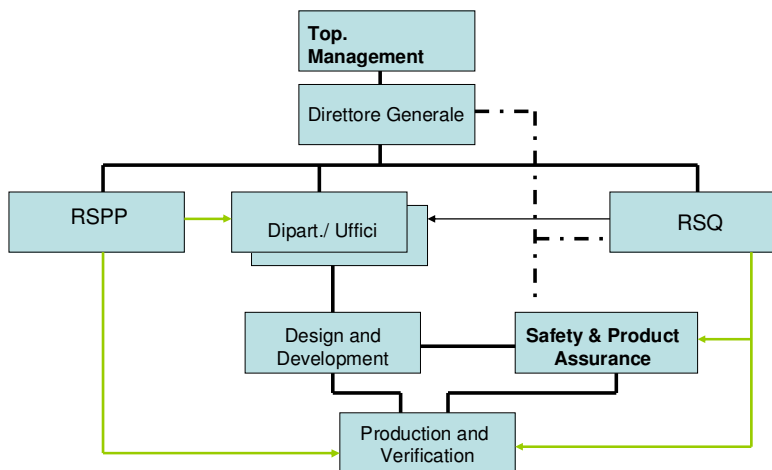 Top.
Management
Direttore Generale
RSPP
Dipart./ Uffici
RSQ
Design and
Development
Safety & Product
Assurance
Production and
Verification